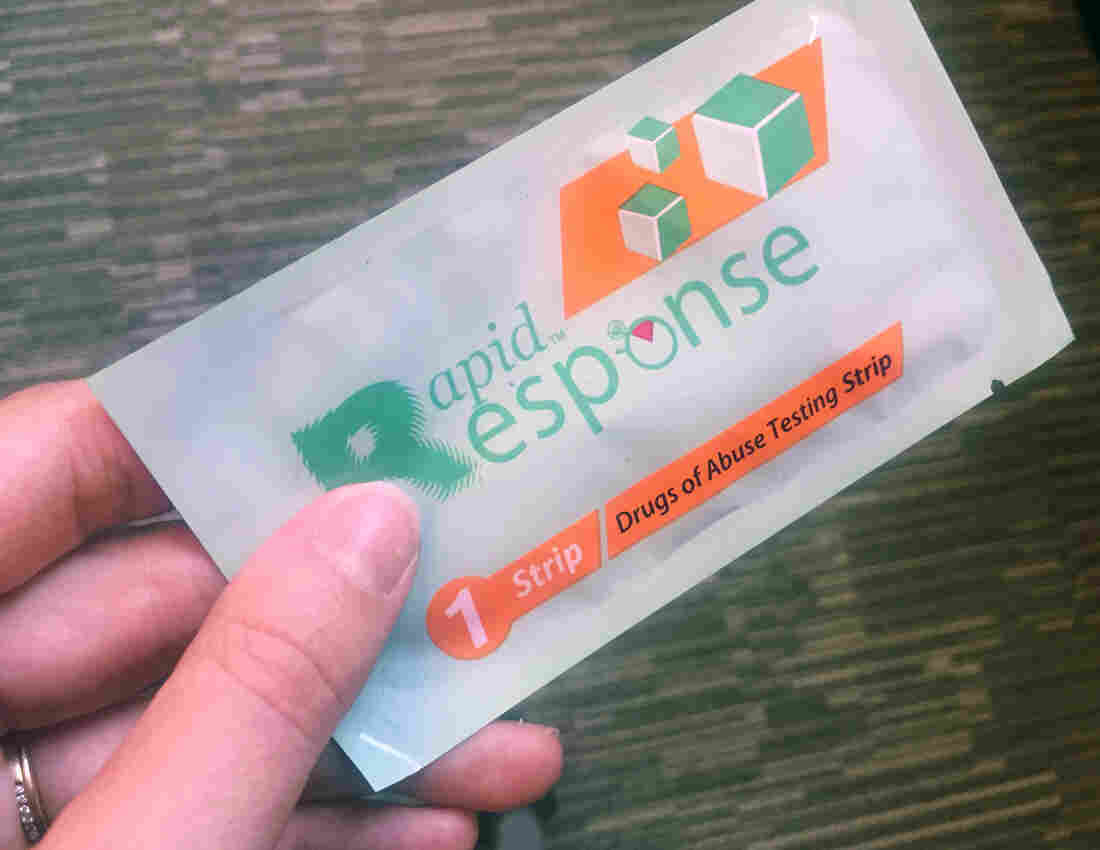 Rapid™
Response
1 Strip Drugs of Abuse Testing Strip